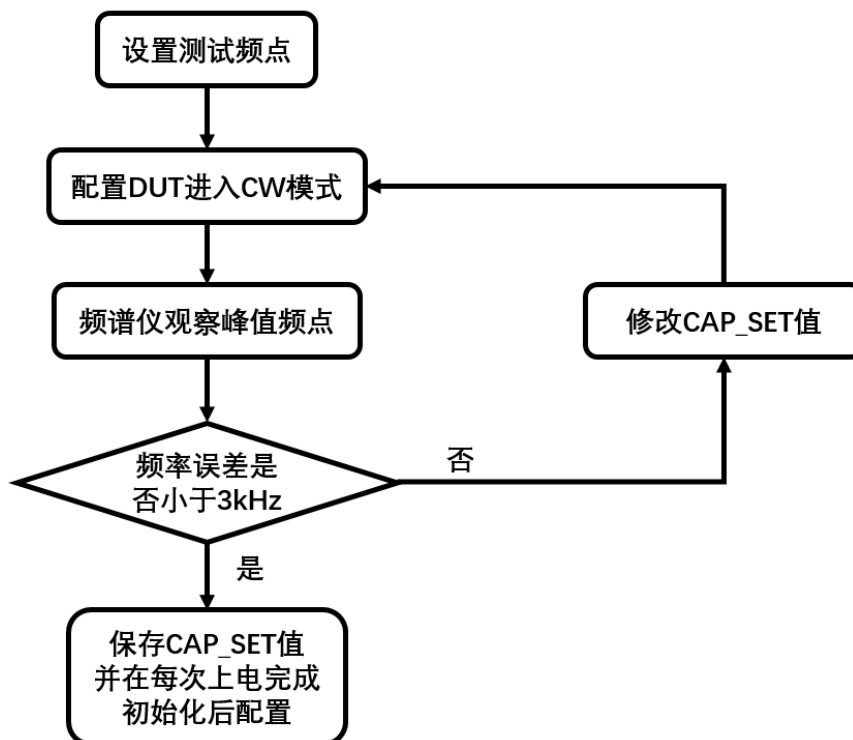 设置测试频点
配置DUT进入CW模式
频谱仪观察峰值频点
修改CAP_SET值
频率误差是
否小于3kHz
否
是
保存CAP_SET值
并在每次上电完成
初始化后配置